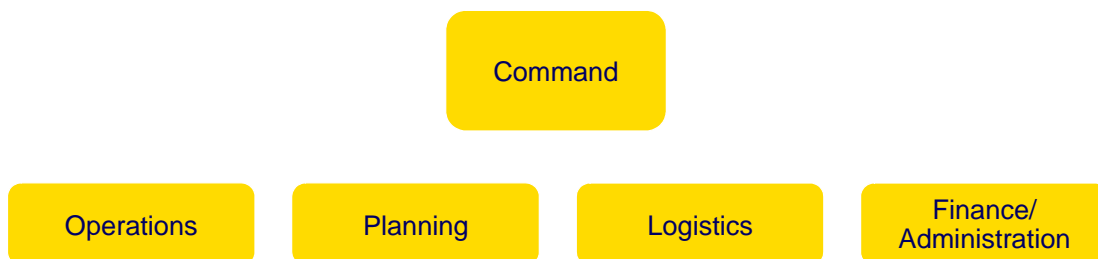 Command
Operations
Planning
Logistics
Finance/
Administration